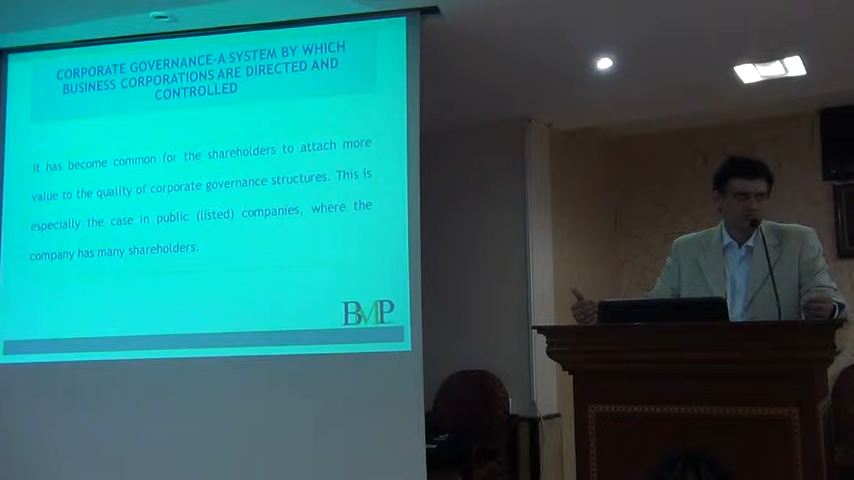 CORPORATE GOVERNANCE-A SYSTEM BY WHICH
BUSINESS CORPORATIONS ARE DIRECTED AND
CONTROLLED
It has become common for the shareholders to attach more
value to the quality of corporate governance structures. This is
especially the case in public (listed) companies, where the
company has many shareholders.
BMP